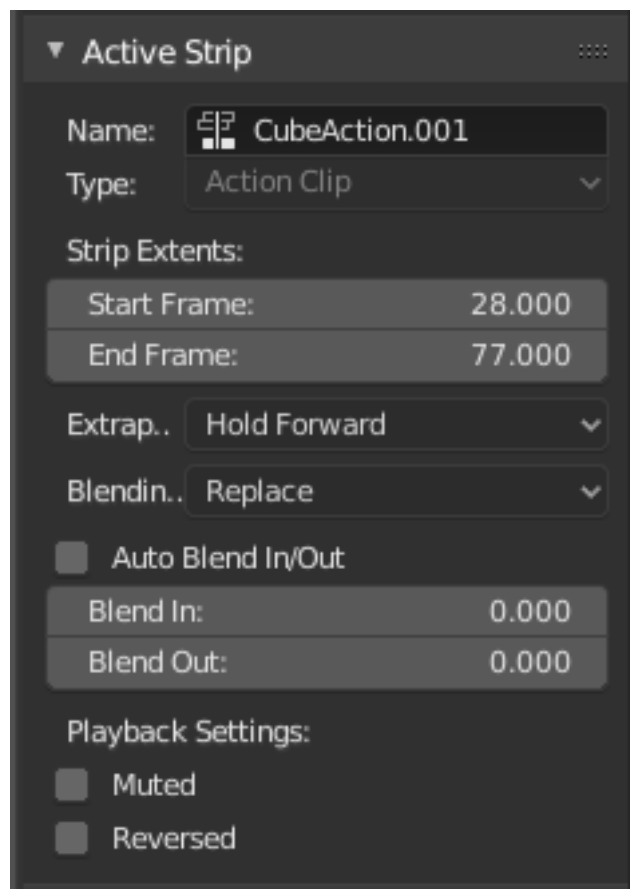 Active Strip
Name: CubeAction.001
Type: Action Clip
Strip Extents:
Start Frame: 28.000
End Frame: 77.000
Extrap.. Hold Forward
Blendin.. Replace
Auto Blend In/Out
Blend In: 0.000
Blend Out: 0.000
Playback Settings:
Muted
Reversed